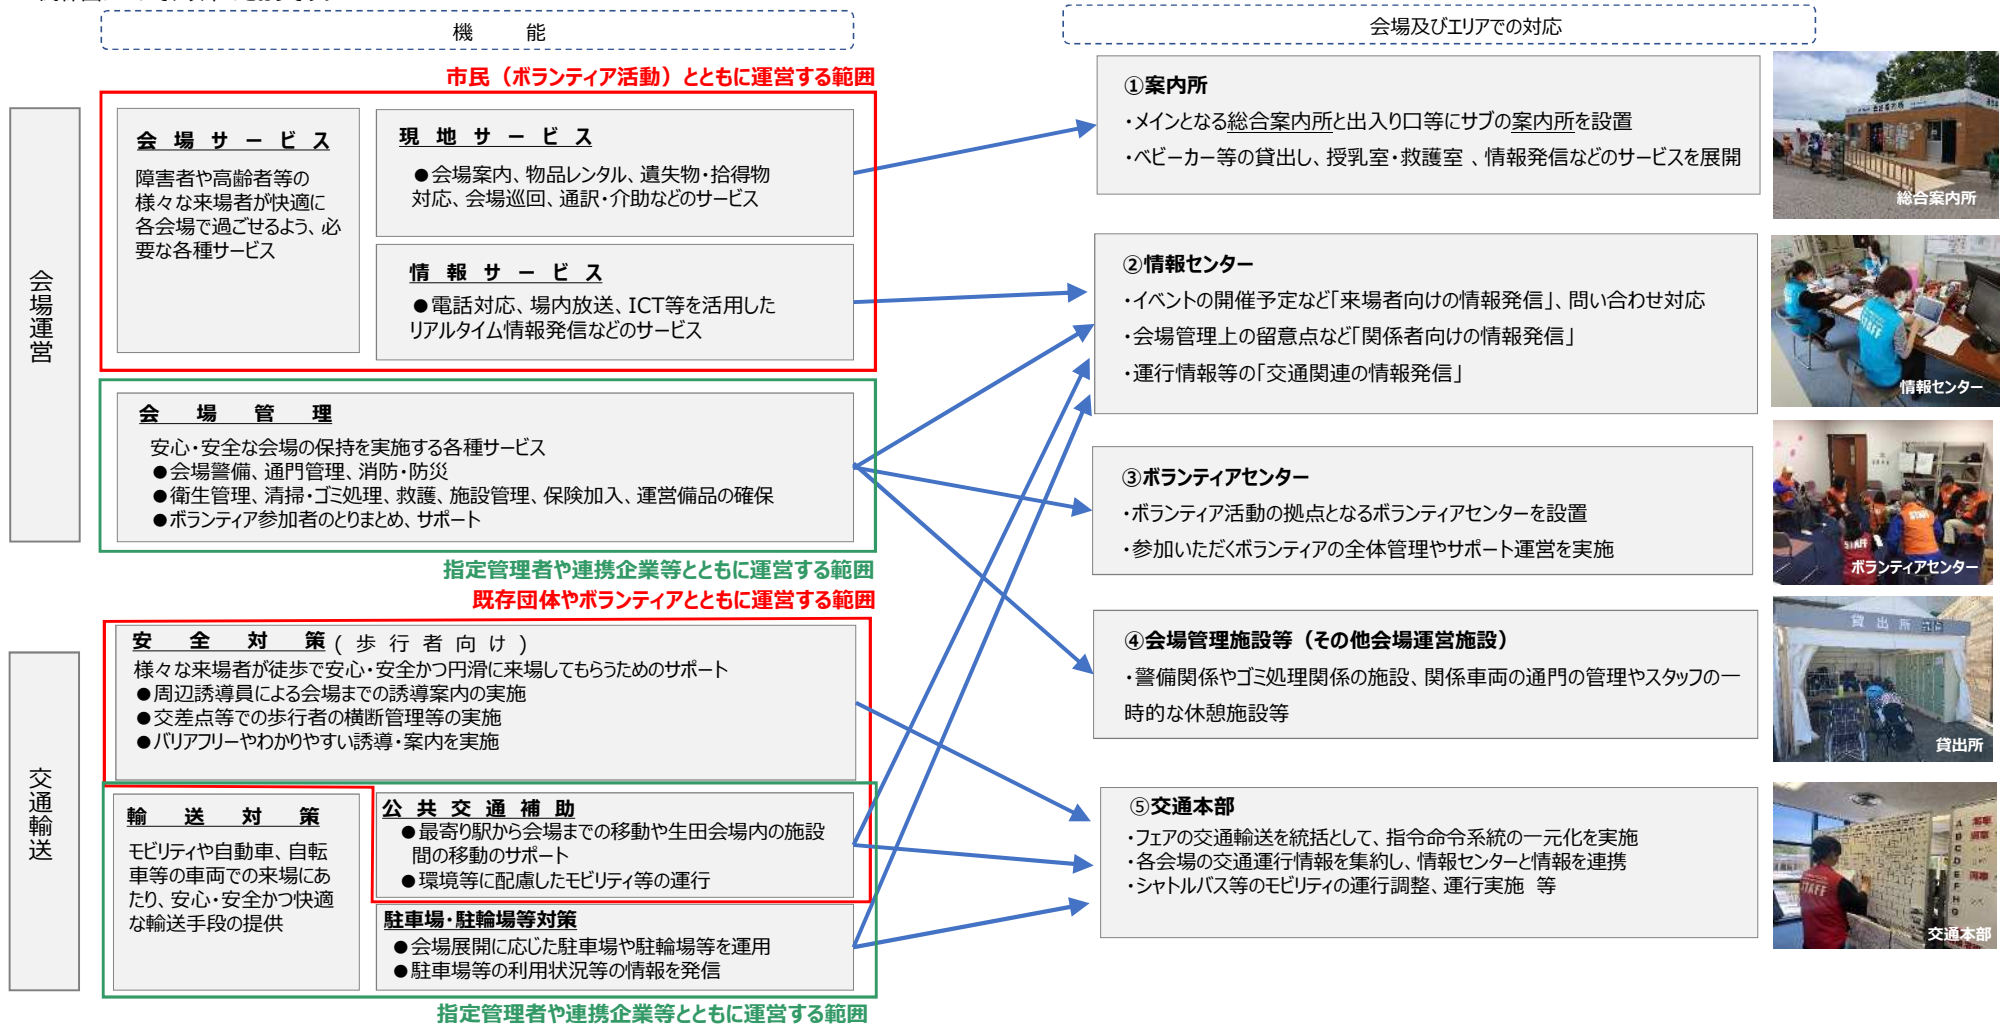 機　能
会場及びエリアでの対応
市民（ボランティア活動）とともに運営する範囲
会場運営
会場サービス
障害者や高齢者等の
様々な来場者が快適に
各会場で過ごせるよう、必
要な各種サービス
現地サービス
●会場案内、物品レンタル、遺失物・拾得物
対応、会場巡回、通訳・介助などのサービス
情報サービス
●電話対応、場内放送、ICT等を活用した
リアルタイム情報発信などのサービス
会場管理
安心・安全な会場の保持を実施する各種サービス
●会場警備、通門管理、消防・防災
●衛生管理、清掃・ゴミ処理、救護、施設管理、保険加入、運営備品の確保
●ボランティア参加者のとりまとめ、サポート
指定管理者や連携企業等とともに運営する範囲
既存団体やボランティアとともに運営する範囲
交通輸送
安全対策(歩行者向け)
様々な来場者が徒歩で安心・安全かつ円滑に来場してもらうためのサポート
●周辺誘導員による会場までの誘導案内の実施
●交差点等での歩行者の横断管理等の実施
●バリアフリーやわかりやすい誘導・案内を実施
輸送対策
モビリティや自動車、自転
車等の車両での来場にあ
たり、安心・安全かつ快適
な輸送手段の提供
公共交通補助
●最寄り駅から会場までの移動や生田会場内の施設
間の移動のサポート
●環境等に配慮したモビリティ等の運行
駐車場・駐輪場等対策
●会場展開に応じた駐車場や駐輪場等を運用
●駐車場等の利用状況等の情報を発信
指定管理者や連携企業等とともに運営する範囲
①案内所
・メインとなる総合案内所と出入り口等にサブの案内所を設置
・ベビーカー等の貸出し、授乳室・救護室、情報発信などのサービスを展開
総合案内所
②情報センター
・イベントの開催予定など「来場者向けの情報発信」、問い合わせ対応
・会場管理上の留意点など「関係者向けの情報発信」
・運行情報等の「交通関連の情報発信」
情報センター
③ボランティアセンター
・ボランティア活動の拠点となるボランティアセンターを設置
・参加いただくボランティアの全体管理やサポート運営を実施
STAFF
ボランティアセンター
④会場管理施設等（その他会場運営施設）
・警備関係やゴミ処理関係の施設、関係車両の通門の管理やスタッフの一
時的な休憩施設等
貸出所
貸出所
⑤交通本部
・フェアの交通輸送を統括として、指令命令系統の一元化を実施
・各会場の交通運行情報を集約し、情報センターと情報を連携
・シャトルバス等のモビリティの運行調整、運行実施 等
STAFF
交通本部